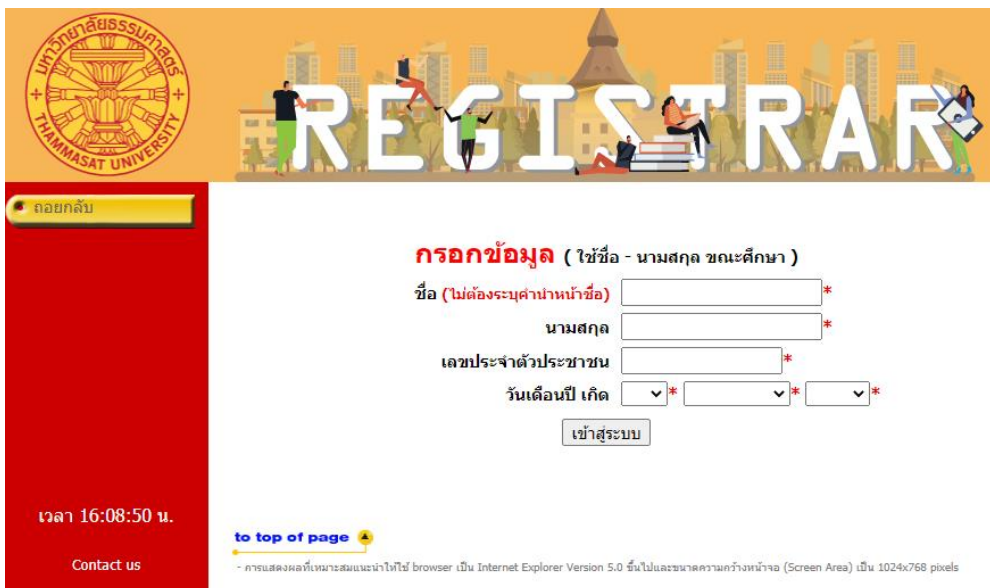 มหาวิทยาลัยธรรมศาสตร์
THAMMASAT UNIVERSITY
REGISTRAR
ถอยกลับ
กรอกข้อมูล ( ใช้ชื่อ - นามสกุล ขณะศึกษา )
ชื่อ (ไม่ต้องระบุคำนำหน้าชื่อ) *
นามสกุล *
เลขประจำตัวประชาชน *
วันเดือนปี เกิด * * *
เข้าสู่ระบบ
เวลา 16:08:50 น.
to top of page
Contact us
- การแสดงผลที่เหมาะสมแนะนำให้ใช้ browser เป็น Internet Explorer Version 5.0 ขึ้นไปและขนาดความกว้างหน้าจอ (Screen Area) เป็น 1024x768 pixels